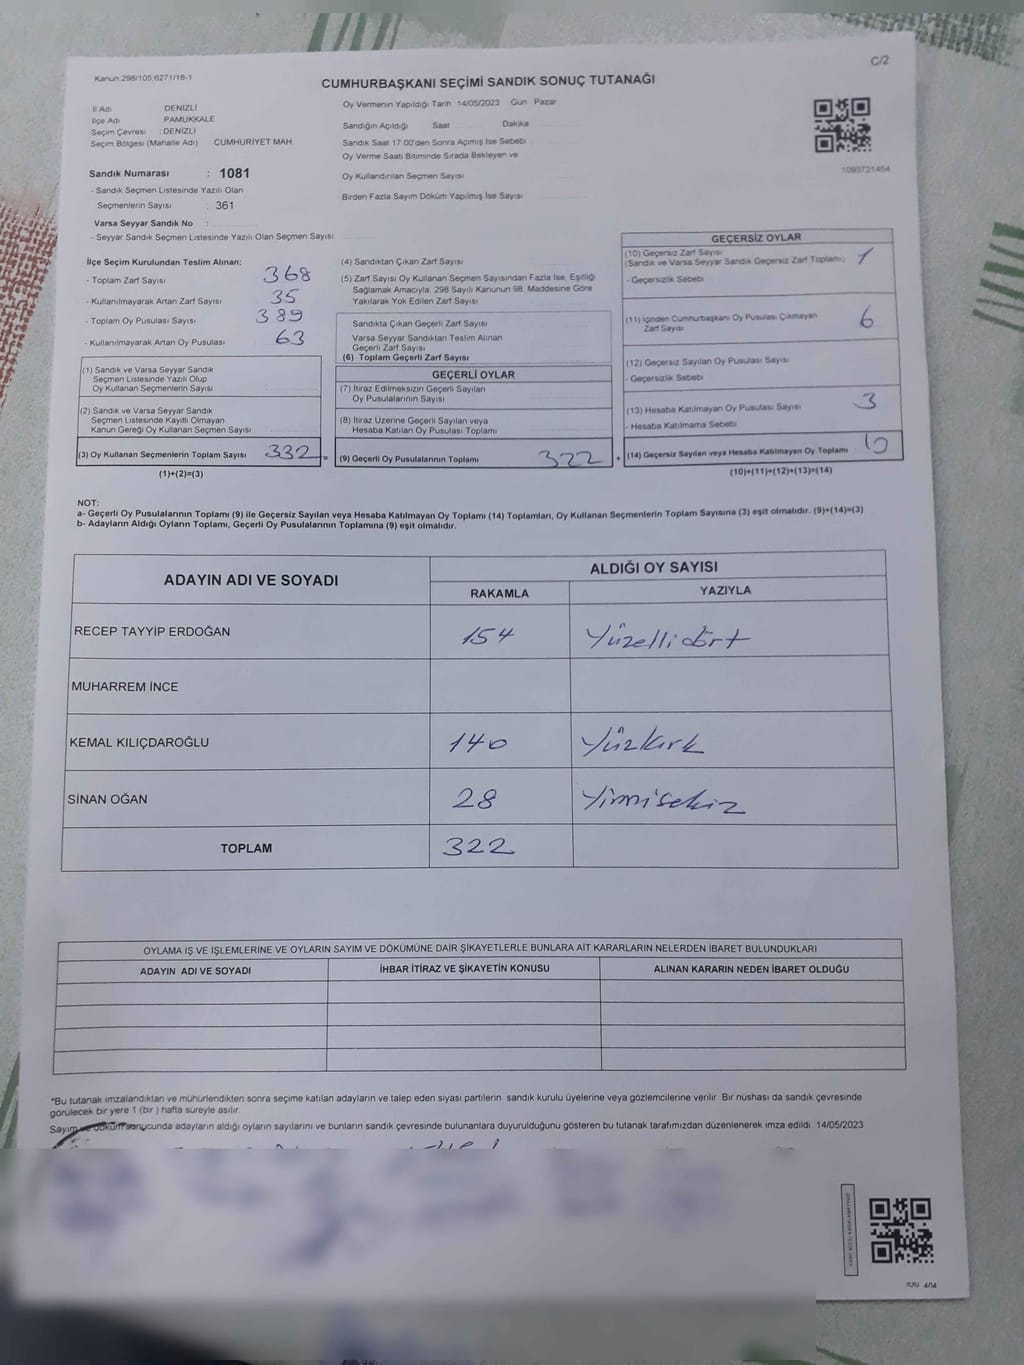 Kanun 298/105 6271/18-1
C/2
CUMHURBAŞKANI SEÇİMİ SANDIK SONUÇ TUTANAĞI
İl Adı DENİZLİ
İlçe Adı PAMUKKALE
Seçim Çevresi : DENİZLİ
Seçim Bölgesi (Mahalle Adı) CUMHURİYET MAH
Sandık Numarası : 1081
- Sandık Seçmen Listesinde Yazılı Olan
Seçmenlerin Sayısı 361
Varsa Seyyar Sandık No :
- Seyyar Sandık Seçmen Listesinde Yazılı Olan Seçmen Sayısı
Oy Vermenin Yapıldığı Tarih 14/05/2023 Gün Pazar
Sandığın Açıldığı Saat Dakika
Sandık Saat 17.00'den Sonra Açımış İse Sebebi
Oy Verme Saati Bitiminde Sırada Bekleyen ve
Oy Kullandırılan Seçmen Sayısı
Birden Fazla Sayım Döküm Yapılmış İse Sayısı
1093721454
İlçe Seçim Kurulundan Teslim Alınan;
- Toplam Zarf Sayısı 368
- Kullanılmayarak Artan Zarf Sayısı 35
- Toplam Oy Pusulası Sayısı 389
- Kullanılmayarak Artan Oy Pusulası 63
(1) Sandık ve Varsa Seyyar Sandık
Seçmen Listesinde Yazılı Olup
Oy Kullanan Seçmenlerin Sayısı
(2) Sandık ve Varsa Seyyar Sandık
Seçmen Listesinde Kayıtlı Olmayan
Kanun Gereği Oy Kullanan Seçmen Sayısı
(3) Oy Kullanan Seçmenlerin Toplam Sayısı 332 =
(1)+(2)=(3)
(4) Sandıktan Çıkan Zarf Sayısı
(5) Zarf Sayısı Oy Kullanan Seçmen Sayısından Fazla İse, Eşitliği
Sağlamak Amacıyla, 298 Sayılı Kanunun 98. Maddesine Göre
Yakılarak Yok Edilen Zarf Sayısı
Sandıkta Çıkan Geçerli Zarf Sayısı
Varsa Seyyar Sandıktan Teslim Alınan
Geçerli Zarf Sayısı
(6) Toplam Geçerli Zarf Sayısı
GEÇERLİ OYLAR
(7) İtiraz Edilmeksizin Geçerli Sayılan
Oy Pusulalarının Sayısı
(8) İtiraz Üzerine Geçerli Sayılan veya
Hesaba Katılan Oy Pusulası Toplamı
(9) Geçerli Oy Pusulalarının Toplamı 322 +
GEÇERSİZ OYLAR
(10) Geçersiz Zarf Sayısı
(Sandık ve Varsa Seyyar Sandık Geçersiz Zarf Toplamı) 1
- Geçersizlik Sebebi
(11) İçinden Cumhurbaşkanı Oy Pusulası Çıkmayan
Zarf Sayısı 6
(12) Geçersiz Sayılan Oy Pusulası Sayısı
- Geçersizlik Sebebi
(13) Hesaba Katılmayan Oy Pusulası Sayısı 3
- Hesaba Katılmama Sebebi
(14) Geçersiz Sayılan veya Hesaba Katılmayan Oy Toplamı 10
(10)+(11)+(12)+(13)=(14)
NOT:
a- Geçerli Oy Pusulalarının Toplamı (9) ile Geçersiz Sayılan veya Hesaba Katılmayan Oy Toplamı (14) Toplamları, Oy Kullanan Seçmenlerin Toplam Sayısına (3) eşit olmalıdır. (9)+(14)=(3)
b- Adayların Aldığı Oyların Toplamı, Geçerli Oy Pusulalarının Toplamına (9) eşit olmalıdır.
ADAYIN ADI VE SOYADI
ALDIĞI OY SAYISI
RAKAMLA YAZIYLA
RECEP TAYYİP ERDOĞAN 154 Yüzellidört
MUHARREM İNCE
KEMAL KILIÇDAROĞLU 140 Yüzkırk
SİNAN OĞAN 28 Yirmisekiz
TOPLAM 322
OYLAMA İŞ VE İŞLEMLERİNE VE OYLARIN SAYIM VE DÖKÜMÜNE DAİR ŞİKAYETLERLE BUNLARA AİT KARARLARIN NELERDEN İBARET BULUNDUKLARI
ADAYIN ADI VE SOYADI İHBAR İTİRAZ VE ŞİKAYETİN KONUSU ALINAN KARARIN NEDEN İBARET OLDUĞU
*Bu tutanak imzalandıktan ve mühürlendikten sonra seçime katılan adayların ve talep eden siyasi partilerin sandık kurulu üyelerine veya gözlemcilerine verilir Bir nüshası da sandık çevresinde
görülecek bir yere 1 (bir ) hafta süreyle asılır.
Sayım ve döküm sonucunda adayların aldığı oyların sayılarını ve bunların sandık çevresinde bulunanlara duyurulduğunu gösteren bu tutanak tarafımızdan düzenlenerek imza edildi. 14/05/2023